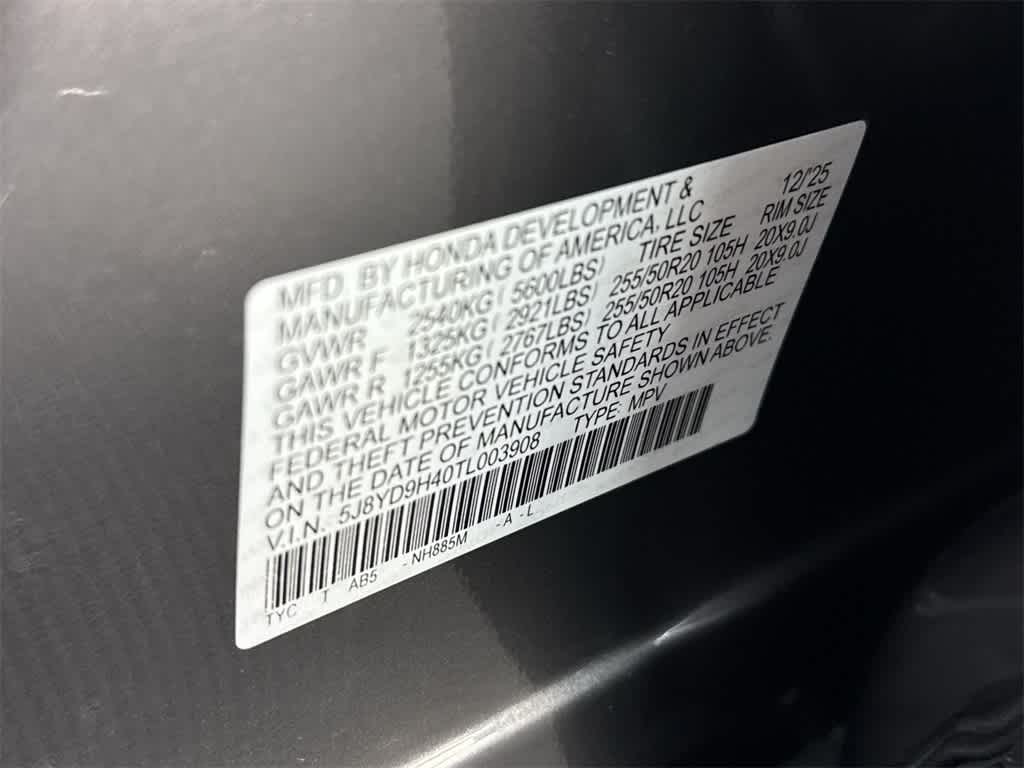 MFD. BY HONDA DEVELOPMENT & 12/'25
MANUFACTURING OF AMERICA, LLC RIM SIZE
GVWR 2540KG ( 5600LBS) TIRE SIZE
GAWR F 1325KG ( 2921LBS) 255/50R20 105H 20X9.0J
GAWR R 1255KG ( 2767LBS) 255/50R20 105H 20X9.0J
THIS VEHICLE CONFORMS TO ALL APPLICABLE
FEDERAL MOTOR VEHICLE SAFETY
AND THEFT PREVENTION STANDARDS IN EFFECT
ON THE DATE OF MANUFACTURE SHOWN ABOVE.
V.I.N. 5J8YD9H40TL003908 TYPE: MPV
TYC T AB5 -NH885M -A -L